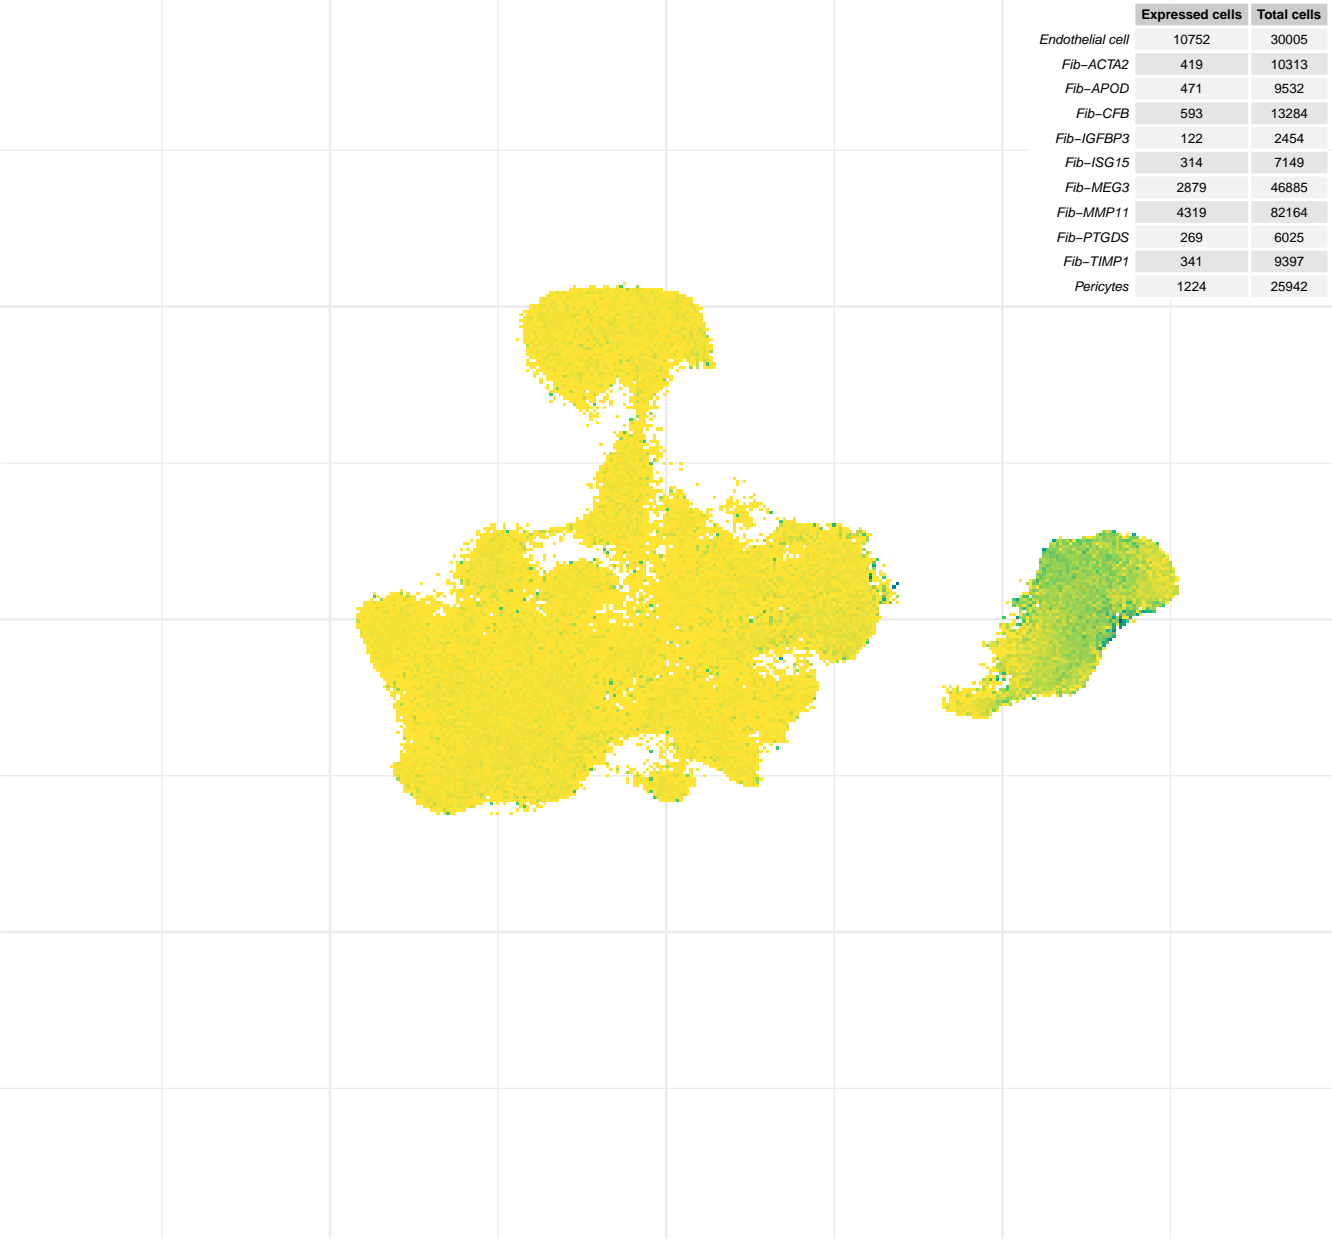 Expressed cells Total cells
Endothelial cell 10752 30005
Fib−ACTA2 419 10313
Fib−APOD 471 9532
Fib−CFB 593 13284
Fib−IGFBP3 122 2454
Fib−ISG15 314 7149
Fib−MEG3 2879 46885
Fib−MMP11 4319 82164
Fib−PTGDS 269 6025
Fib−TIMP1 341 9397
Pericytes 1224 25942